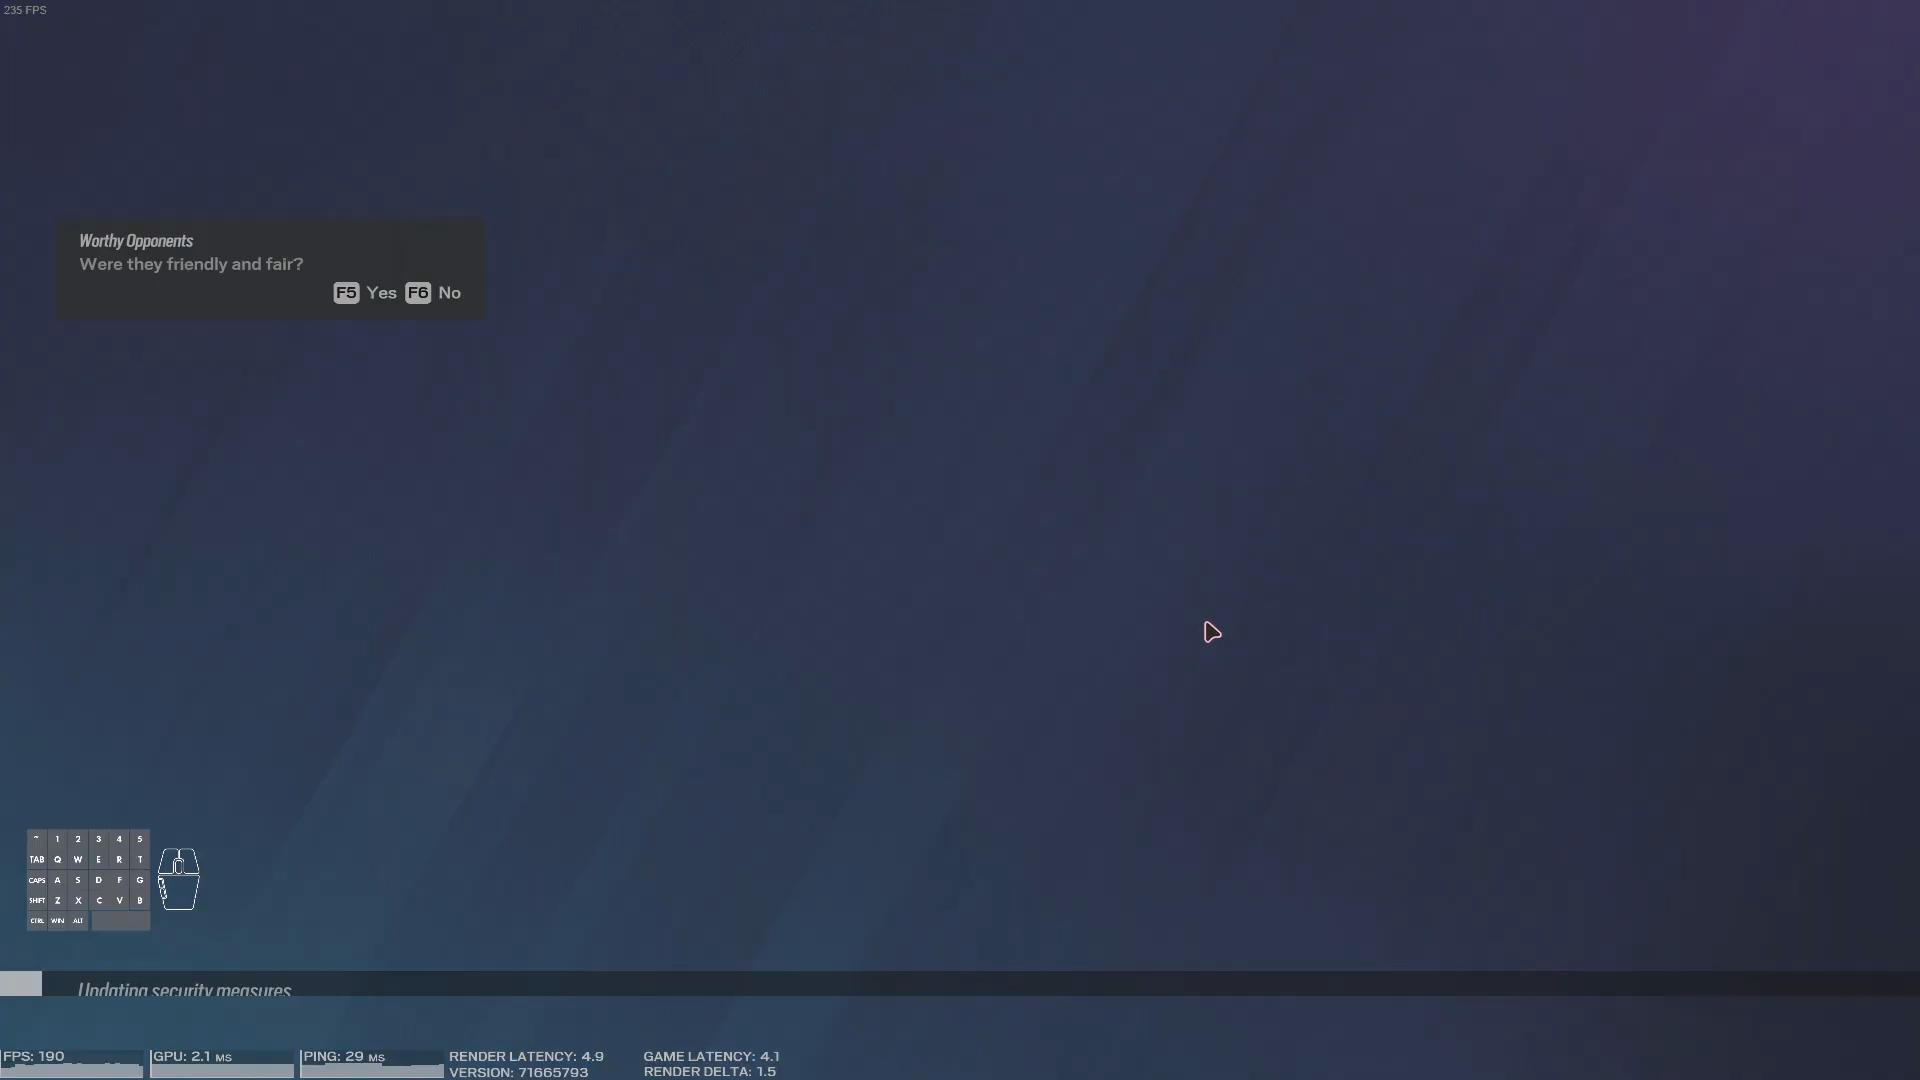 235 FPS
Worthy Opponents
Were they friendly and fair?
F5 Yes F6 No
~ 1 2 3 4 5
TAB Q W E R T
CAPS A S D F G
SHIFT Z X C V B
CTRL WIN ALT
Updating security measures
FPS: 190 GPU: 2.1 MS PING: 29 MS RENDER LATENCY: 4.9 GAME LATENCY: 4.1
VERSION: 71665793 RENDER DELTA: 1.5